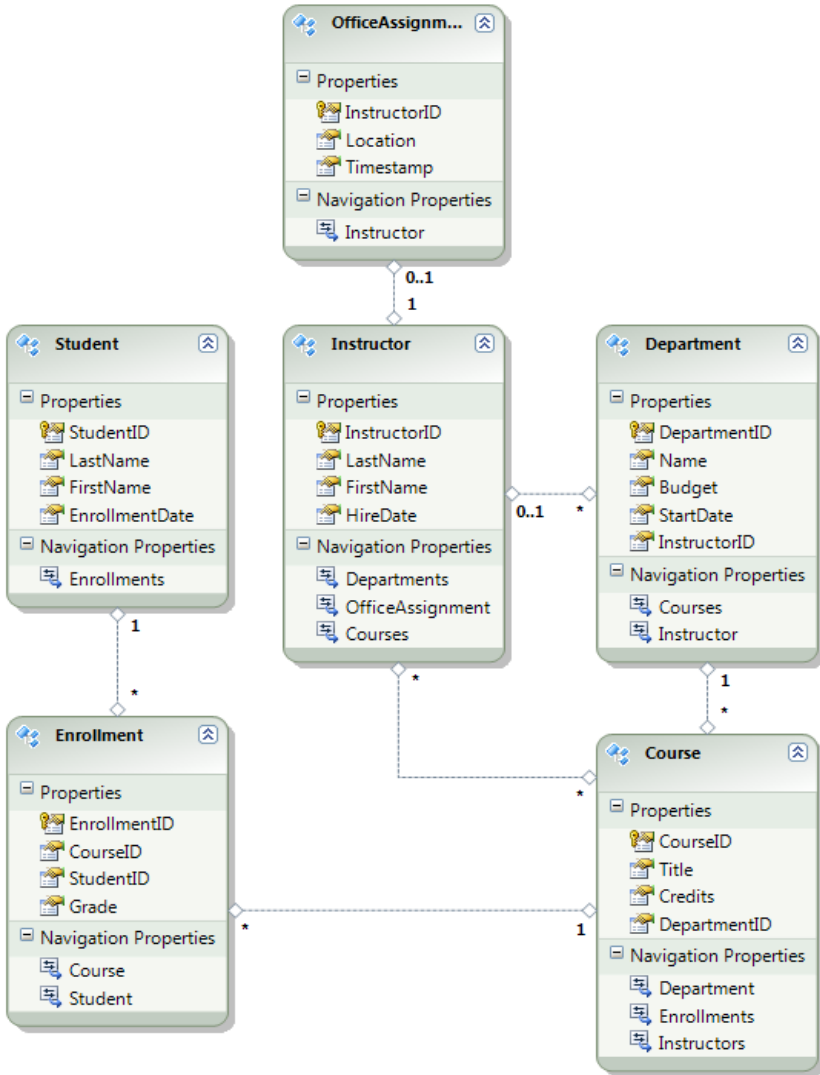 OfficeAssignm...
Properties
InstructorID
Location
Timestamp
Navigation Properties
Instructor
0..1
1
Student
Properties
StudentID
LastName
FirstName
EnrollmentDate
Navigation Properties
Enrollments
1
*
Instructor
Properties
InstructorID
LastName
FirstName
HireDate
Navigation Properties
Departments
OfficeAssignment
Courses
0..1
*
*
*
Department
Properties
DepartmentID
Name
Budget
StartDate
InstructorID
Navigation Properties
Courses
Instructor
1
*
Enrollment
Properties
EnrollmentID
CourseID
StudentID
Grade
Navigation Properties
Course
Student
*
1
Course
Properties
CourseID
Title
Credits
DepartmentID
Navigation Properties
Department
Enrollments
Instructors